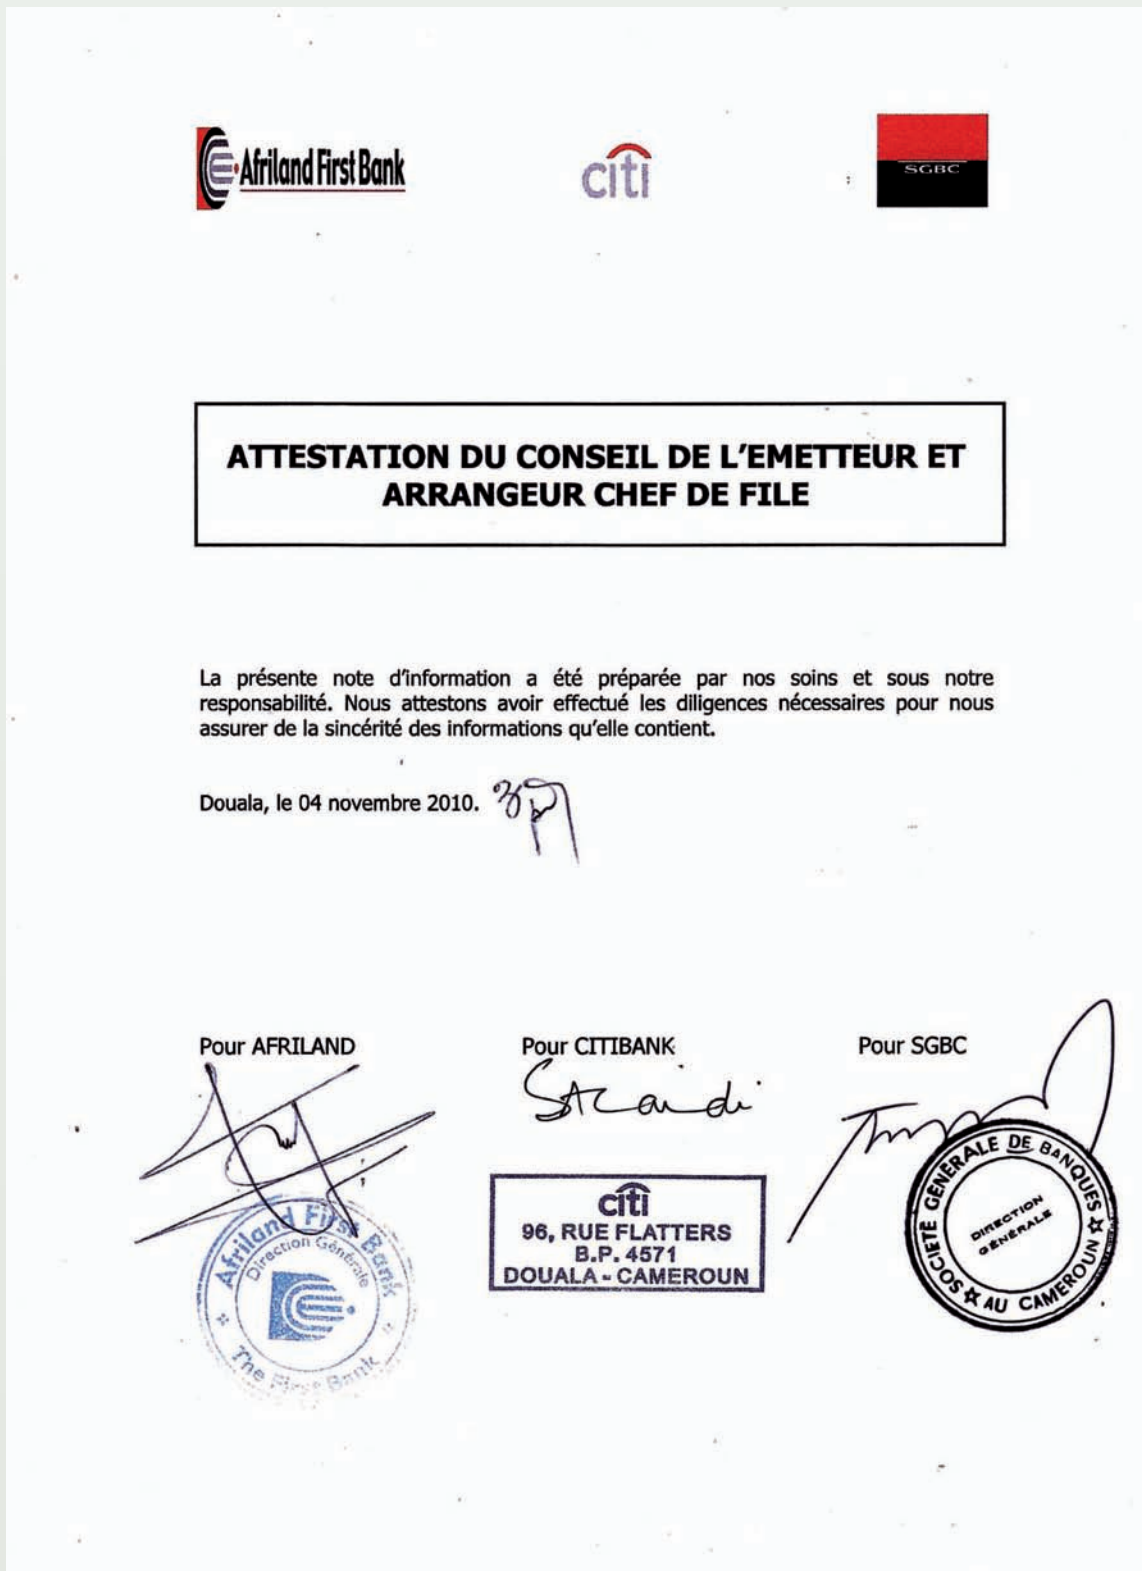 Afriland First Bank
citi
SGBC
ATTESTATION DU CONSEIL DE L'EMETTEUR ET
ARRANGEUR CHEF DE FILE
La présente note d'information a été préparée par nos soins et sous notre
responsabilité. Nous attestons avoir effectué les diligences nécessaires pour nous
assurer de la sincérité des informations qu'elle contient.
Douala, le 04 novembre 2010.
Pour AFRILAND
Pour CITIBANK
Pour SGBC
Afriland First Bank
Direction Générale
The First Bank
citi
96, RUE FLATTERS
B.P. 4571
DOUALA - CAMEROUN
SOCIETE GENERALE DE BANQUES
AU CAMEROUN
DIRECTION
GENERALE